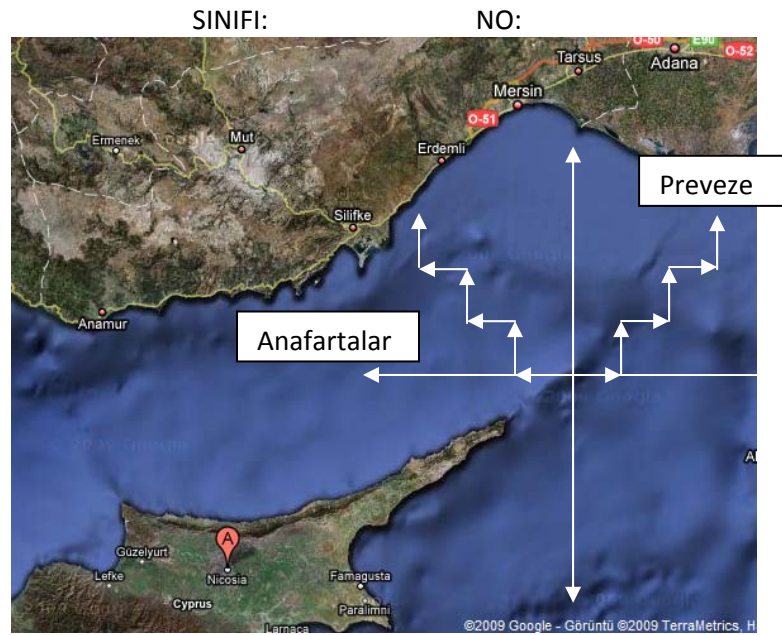 SINIFI: NO:
O-50 E90 O-52
Tarsus
Adana
Mersin
O-51
Ermenek
Mut
Erdemli
Preveze
Silifke
Anamur
Anafartalar
Güzelyurt
A
Lefke
Nicosia
Famagusta
Cyprus
Paralimni
Larnaca
©2009 Google - Görüntü ©2009 TerraMetrics, H